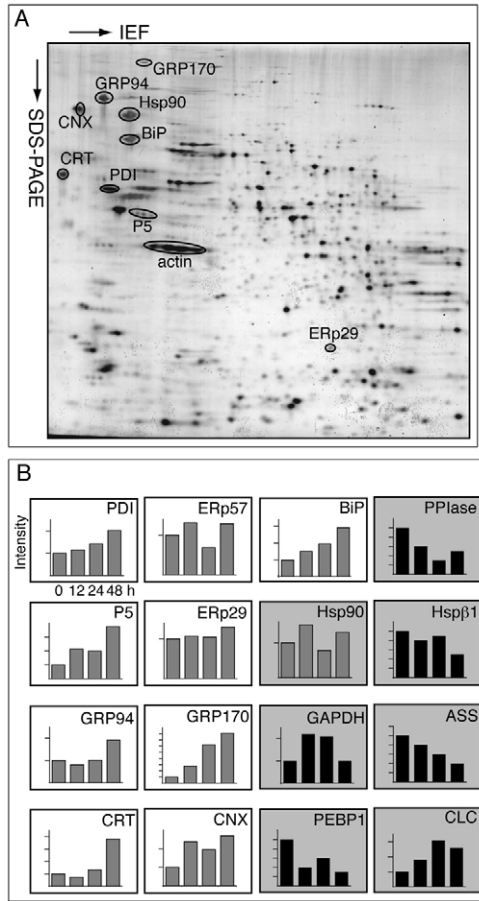 A
IEF
SDS-PAGE
GRP170
GRP94
Hsp90
CNX
BiP
CRT
PDI
P5
actin
ERp29
B
Intensity
PDI
ERp57
BiP
PPIase
0 12 24 48 h
P5
ERp29
Hsp90
Hspβ1
GRP94
GRP170
GAPDH
ASS
CRT
CNX
PEBP1
CLC